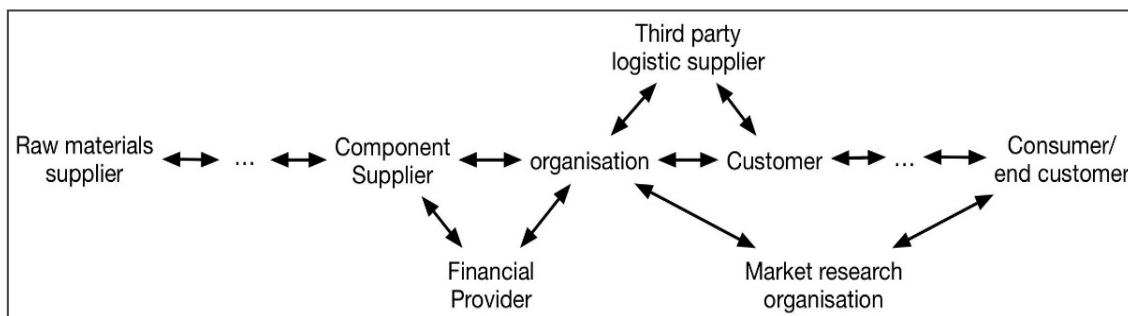 Third party
logistic supplier
Raw materials
supplier
...
Component
Supplier
organisation
Customer
...
Consumer/
end customer
Financial
Provider
Market research
organisation